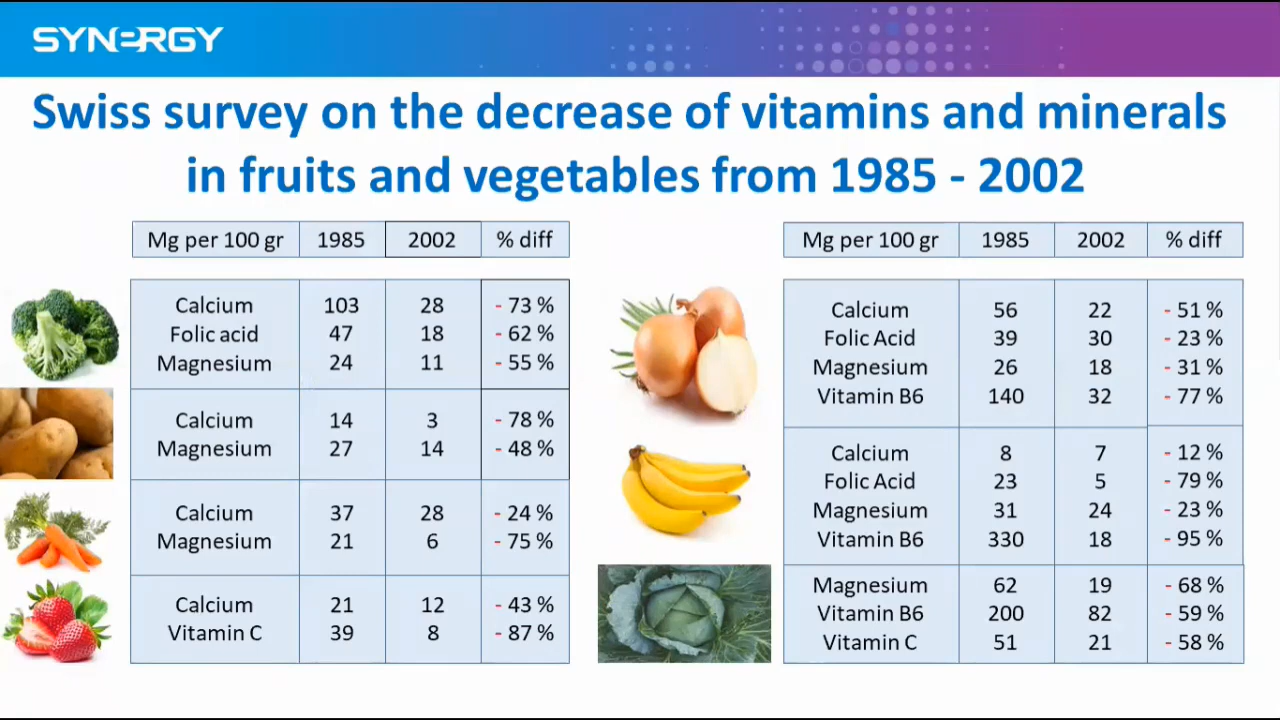 SYNERGY
Swiss survey on the decrease of vitamins and minerals
in fruits and vegetables from 1985 - 2002
Mg per 100 gr 1985 2002 % diff
Calcium 103 28 - 73 %
Folic acid 47 18 - 62 %
Magnesium 24 11 - 55 %
Calcium 14 3 - 78 %
Magnesium 27 14 - 48 %
Calcium 37 28 - 24 %
Magnesium 21 6 - 75 %
Calcium 21 12 - 43 %
Vitamin C 39 8 - 87 %
Mg per 100 gr 1985 2002 % diff
Calcium 56 22 - 51 %
Folic Acid 39 30 - 23 %
Magnesium 26 18 - 31 %
Vitamin B6 140 32 - 77 %
Calcium 8 7 - 12 %
Folic Acid 23 5 - 79 %
Magnesium 31 24 - 23 %
Vitamin B6 330 18 - 95 %
Magnesium 62 19 - 68 %
Vitamin B6 200 82 - 59 %
Vitamin C 51 21 - 58 %